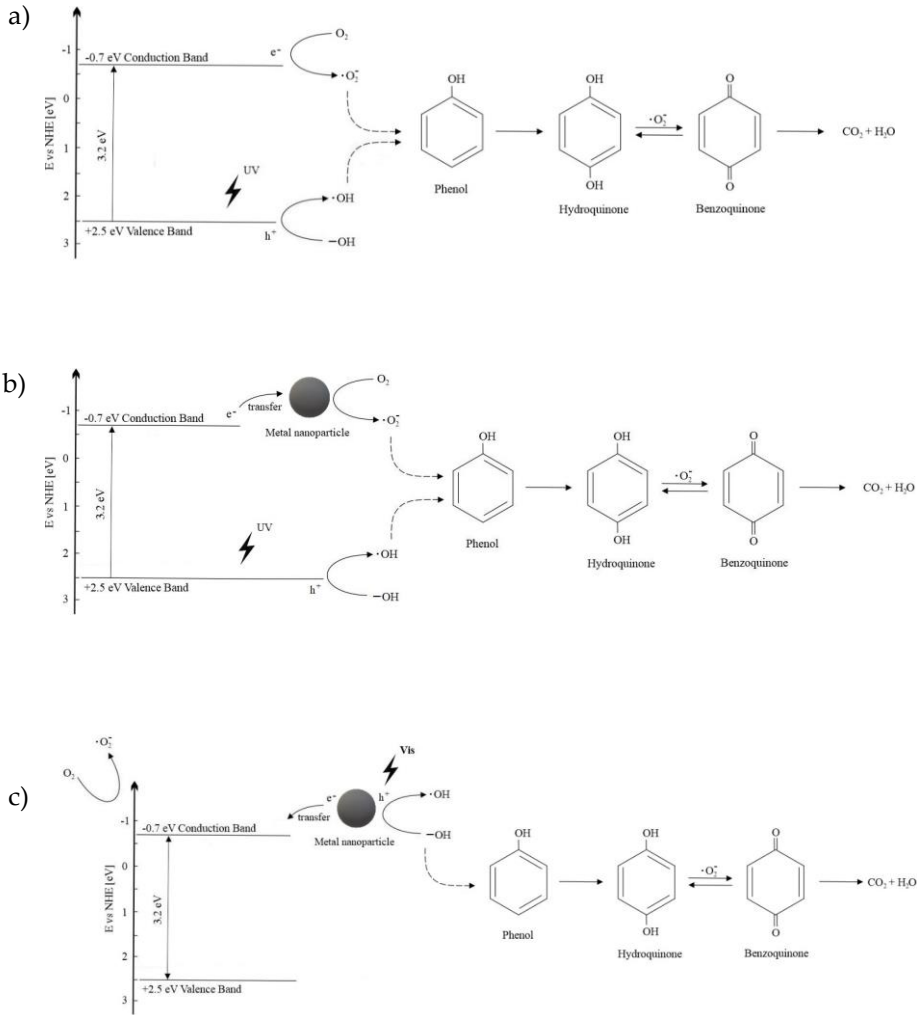 a)
E vs NHE [eV]
-1
0
1
2
3
-0.7 eV Conduction Band
3.2 eV
+2.5 eV Valence Band
UV
e⁻
O₂
·O₂⁻
·OH
h⁺
−OH
OH
Phenol
OH
OH
Hydroquinone
·O₂⁻
O
O
Benzoquinone
CO₂ + H₂O
b)
E vs NHE [eV]
-1
0
1
2
3
-0.7 eV Conduction Band
3.2 eV
+2.5 eV Valence Band
UV
e⁻
transfer
Metal nanoparticle
O₂
·O₂⁻
·OH
h⁺
−OH
OH
Phenol
OH
OH
Hydroquinone
·O₂⁻
O
O
Benzoquinone
CO₂ + H₂O
c)
·O₂⁻
O₂
E vs NHE [eV]
-1
0
1
2
3
-0.7 eV Conduction Band
3.2 eV
+2.5 eV Valence Band
Vis
e⁻
h⁺
transfer
Metal nanoparticle
·OH
−OH
OH
Phenol
OH
OH
Hydroquinone
·O₂⁻
O
O
Benzoquinone
CO₂ + H₂O